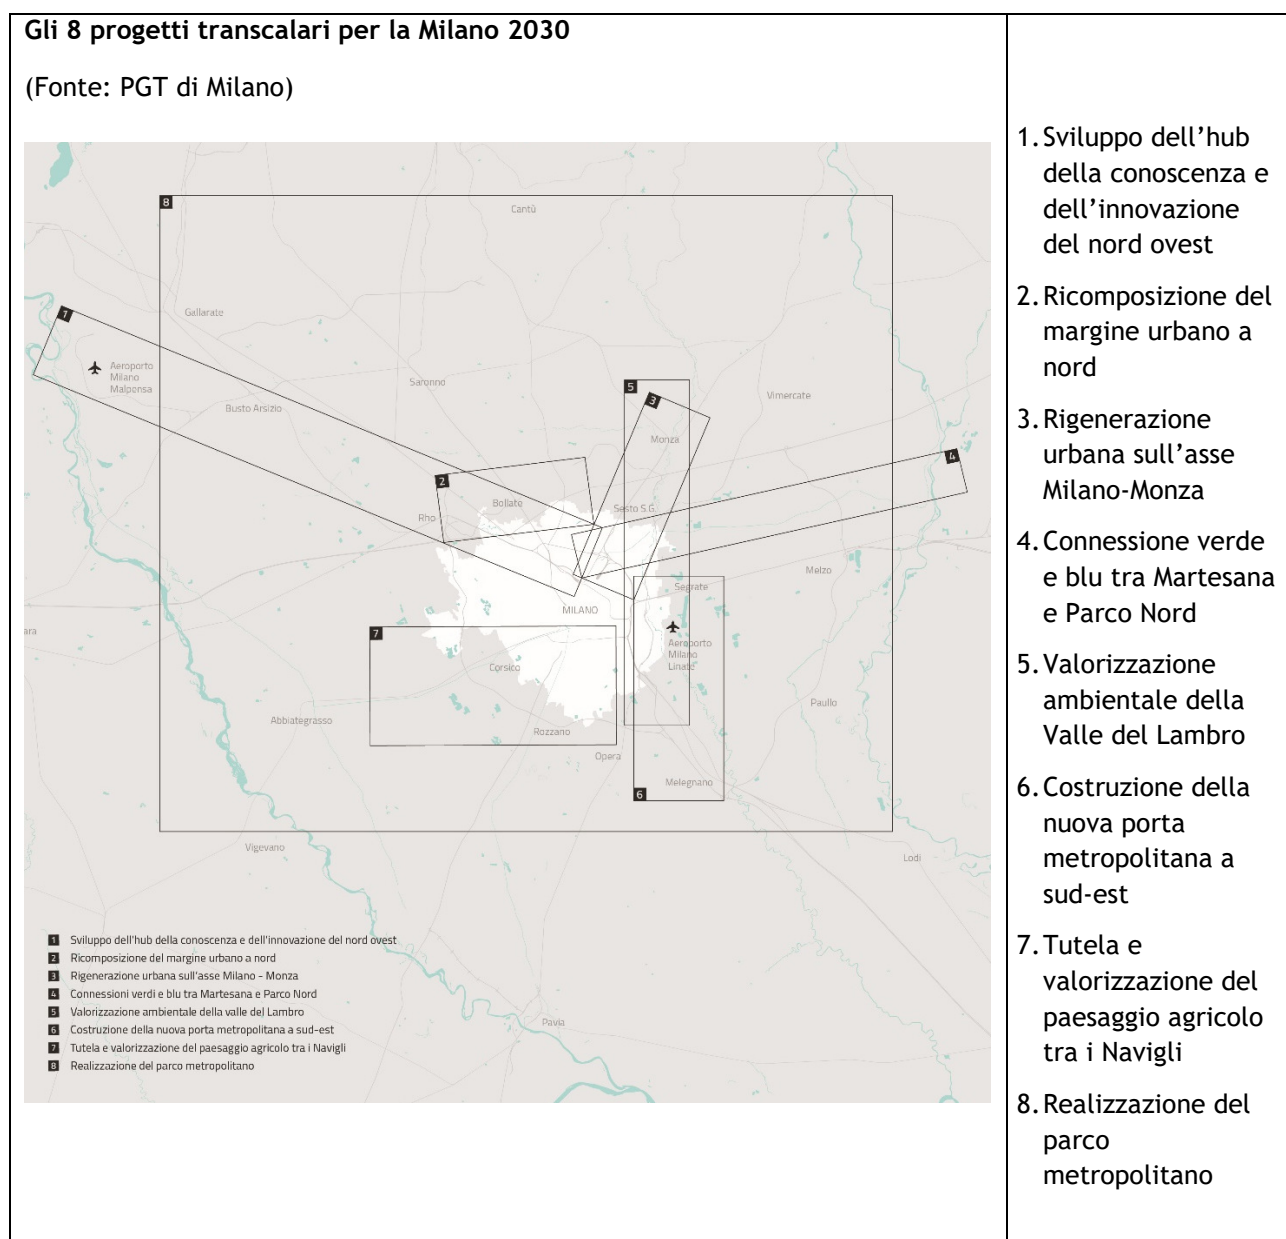 Gli 8 progetti transcalari per la Milano 2030
(Fonte: PGT di Milano)
8
Cantù
1
Gallarate
Aeroporto
Milano
Malpensa
Saronno
Busto Arsizio
5
3
Vimercate
Monza
4
2
Bollate
Rho
Sesto S.G.
Melzo
Segrate
MILANO
7
ara
Aeroporto
Milano
Linate
Corsico
Abbiategrasso
Paullo
Rozzano
Opera
Melegnano
6
Vigevano
Lodi
1 Sviluppo dell'hub della conoscenza e dell'innovazione del nord ovest
2 Ricomposizione del margine urbano a nord
3 Rigenerazione urbana sull'asse Milano - Monza
4 Connessioni verdi e blu tra Martesana e Parco Nord
5 Valorizzazione ambientale della valle del Lambro
6 Costruzione della nuova porta metropolitana a sud-est
7 Tutela e valorizzazione del paesaggio agricolo tra i Navigli
8 Realizzazione del parco metropolitano
Pavia
1. Sviluppo dell’hub
della conoscenza e
dell’innovazione
del nord ovest
2. Ricomposizione del
margine urbano a
nord
3. Rigenerazione
urbana sull’asse
Milano-Monza
4. Connessione verde
e blu tra Martesana
e Parco Nord
5. Valorizzazione
ambientale della
Valle del Lambro
6. Costruzione della
nuova porta
metropolitana a
sud-est
7. Tutela e
valorizzazione del
paesaggio agricolo
tra i Navigli
8. Realizzazione del
parco
metropolitano